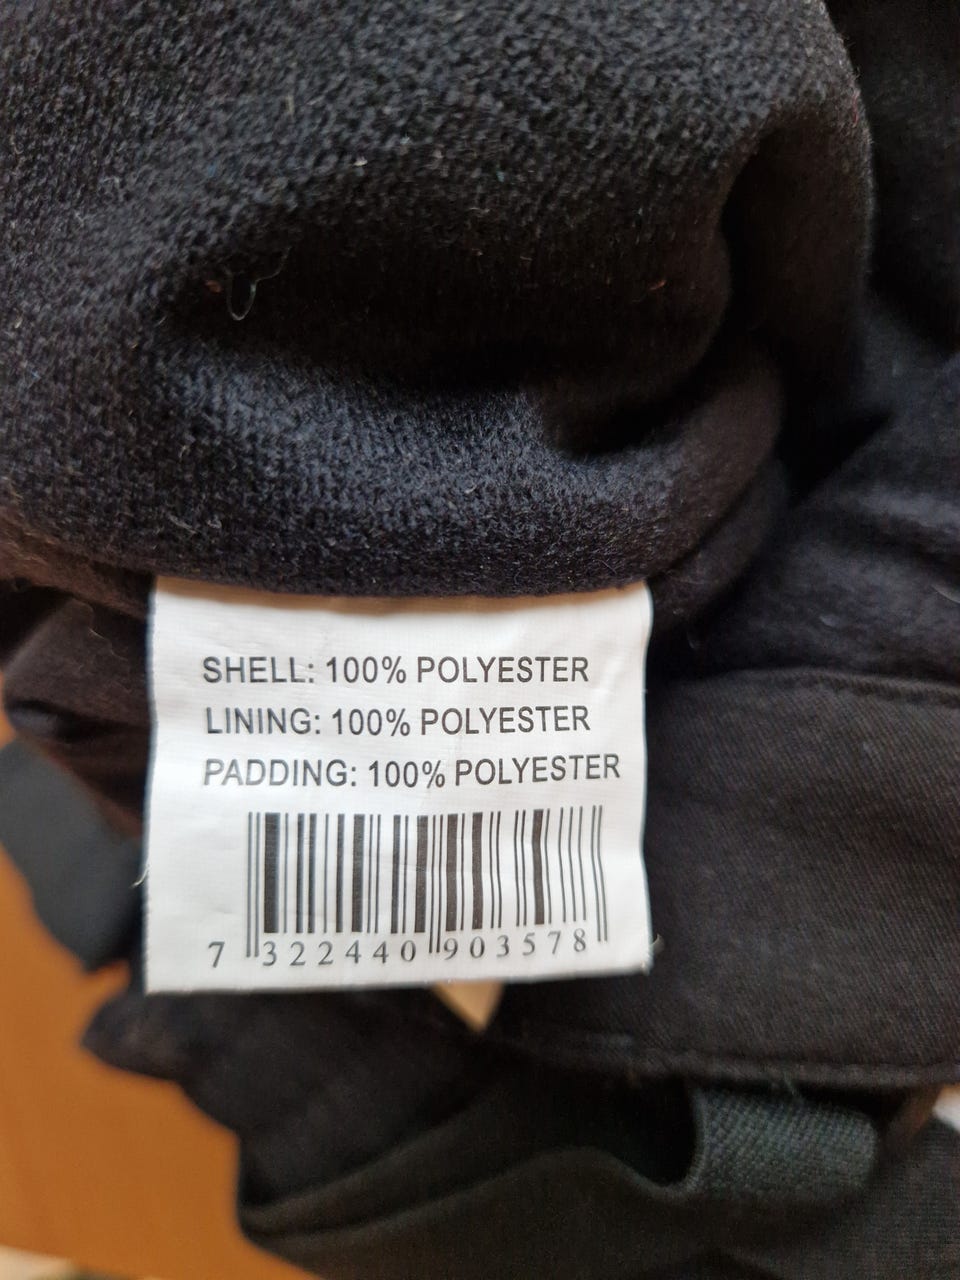 SHELL: 100% POLYESTER
LINING: 100% POLYESTER
PADDING: 100% POLYESTER
7 322440 903578